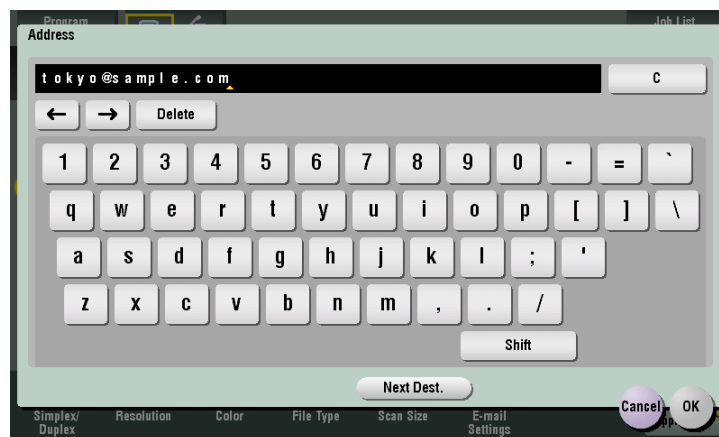 Program
Job List
Address
tokyo@sample.com
C
← → Delete
1 2 3 4 5 6 7 8 9 0 - = `
q w e r t y u i o p [ ] \
a s d f g h j k l ; '
z x c v b n m , . /
Shift
Next Dest.
Cancel OK
Simplex/ Resolution Color File Type Scan Size E-mail
Duplex Settings